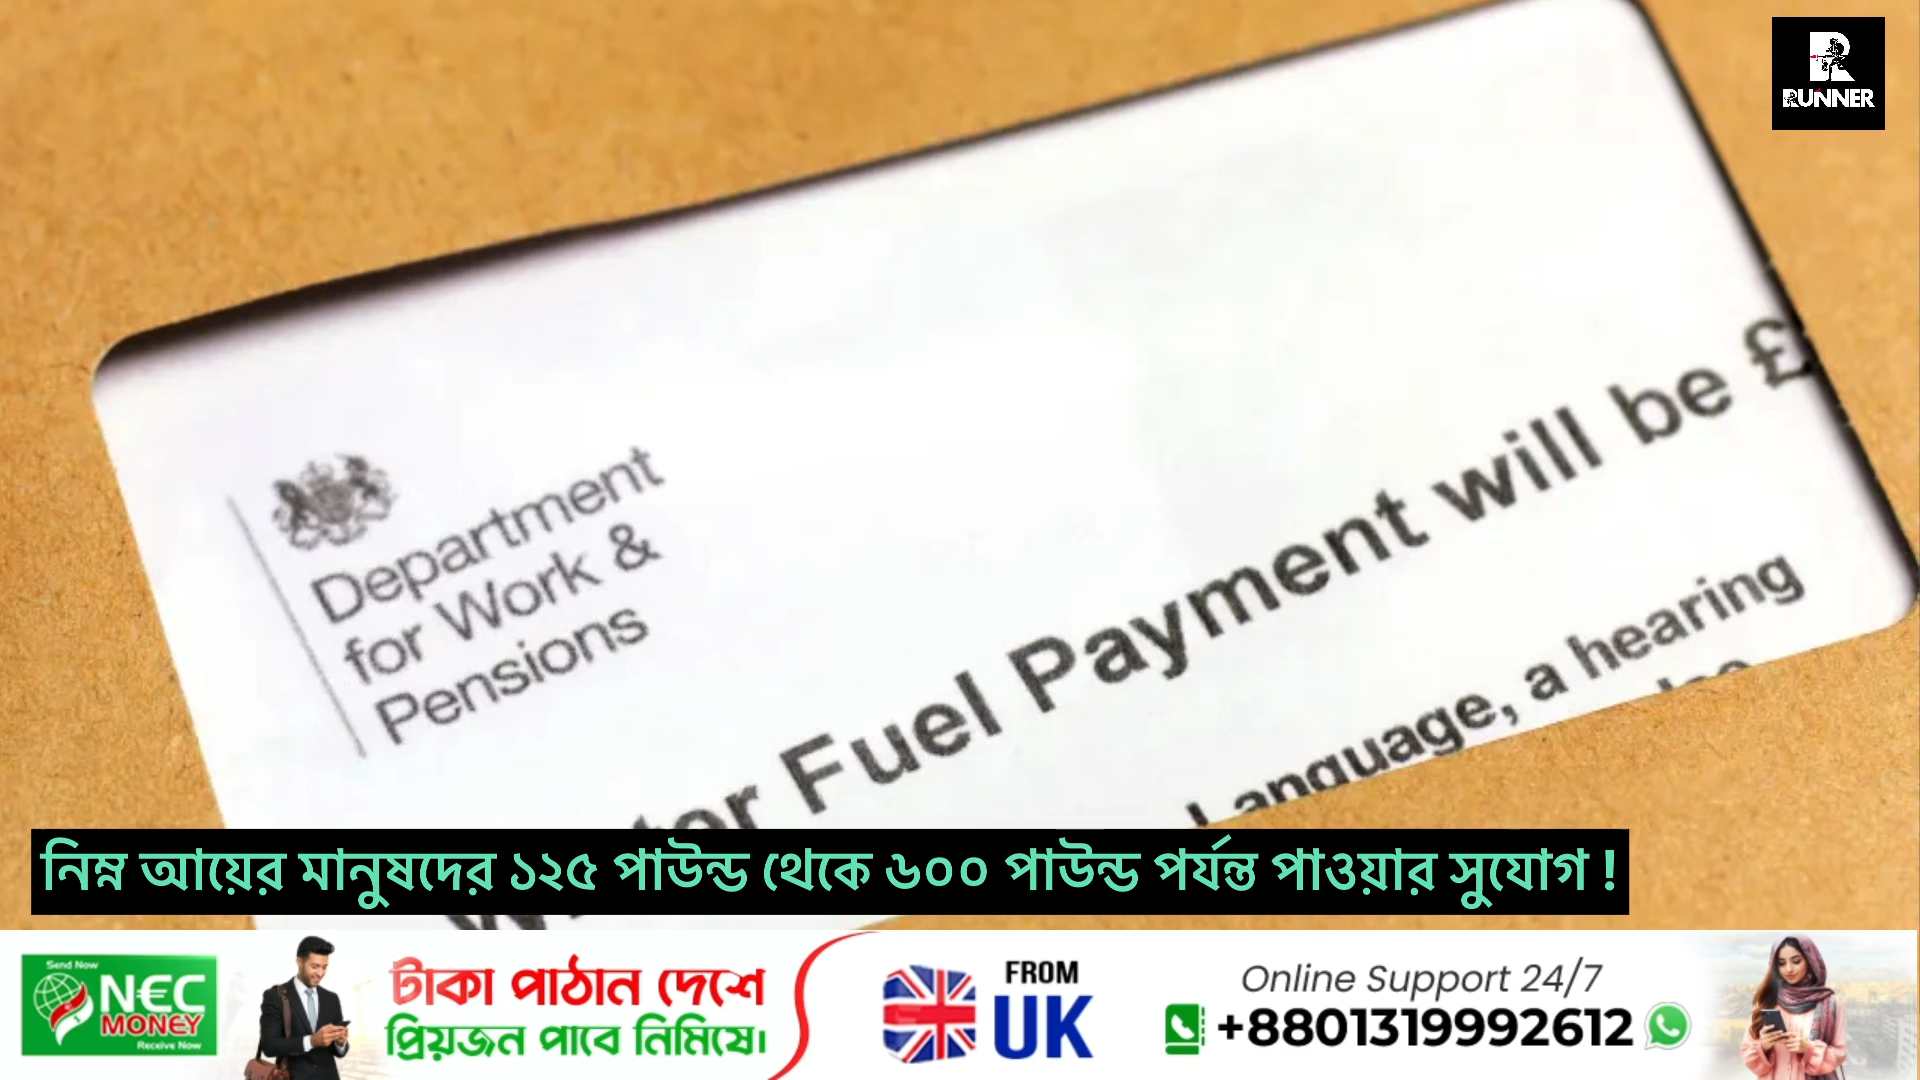 RUNNER
Department
for Work &
Pensions
Fuel Payment will be £
Language, a hearing
নিম্ন আয়ের মানুষদের ১২৫ পাউন্ড থেকে ৬০০ পাউন্ড পর্যন্ত পাওয়ার সুযোগ !
Send Now
N€C
MONEY
Receive Now
টাকা পাঠান দেশে
প্রিয়জন পাবে নিমিষে।
FROM
UK
Online Support 24/7
+8801319992612